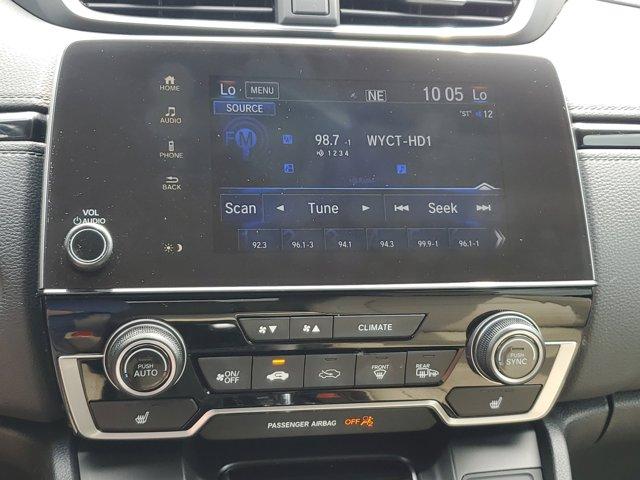 HOME
AUDIO
PHONE
BACK
VOL
AUDIO
Lo MENU NE 10 05 Lo
SOURCE
"ST" 12
FM 98.7 -1 WYCT-HD1
1 2 3 4
Scan Tune Seek
92.3 96.1-3 94.1 94.3 99.9-1 96.1-1
CLIMATE
PUSH AUTO
ON/OFF
FRONT
REAR
PUSH SYNC
PASSENGER AIRBAG OFF